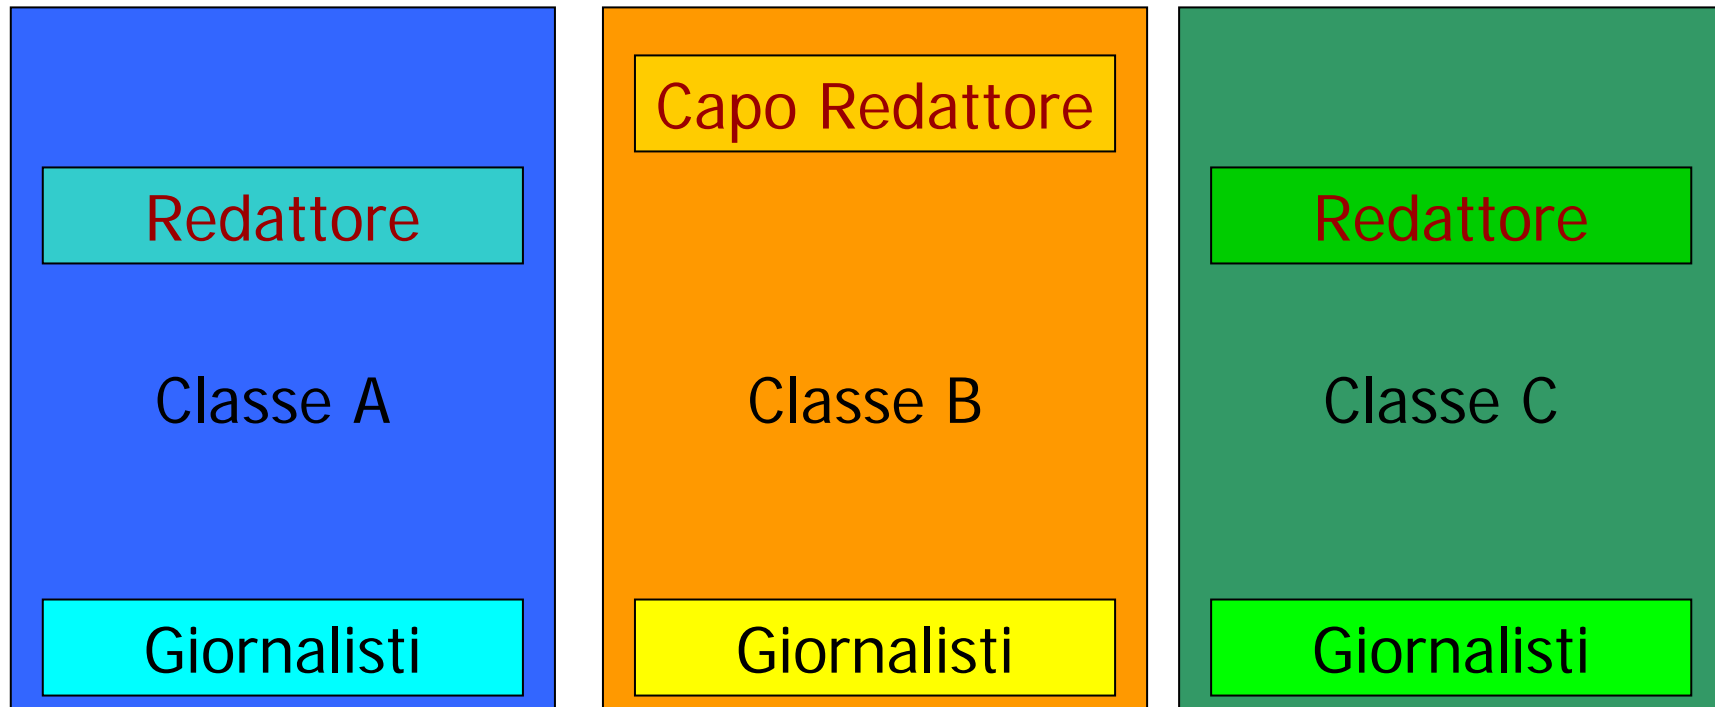 Capo Redattore
Redattore
Redattore
Classe A
Classe B
Classe C
Giornalisti
Giornalisti
Giornalisti